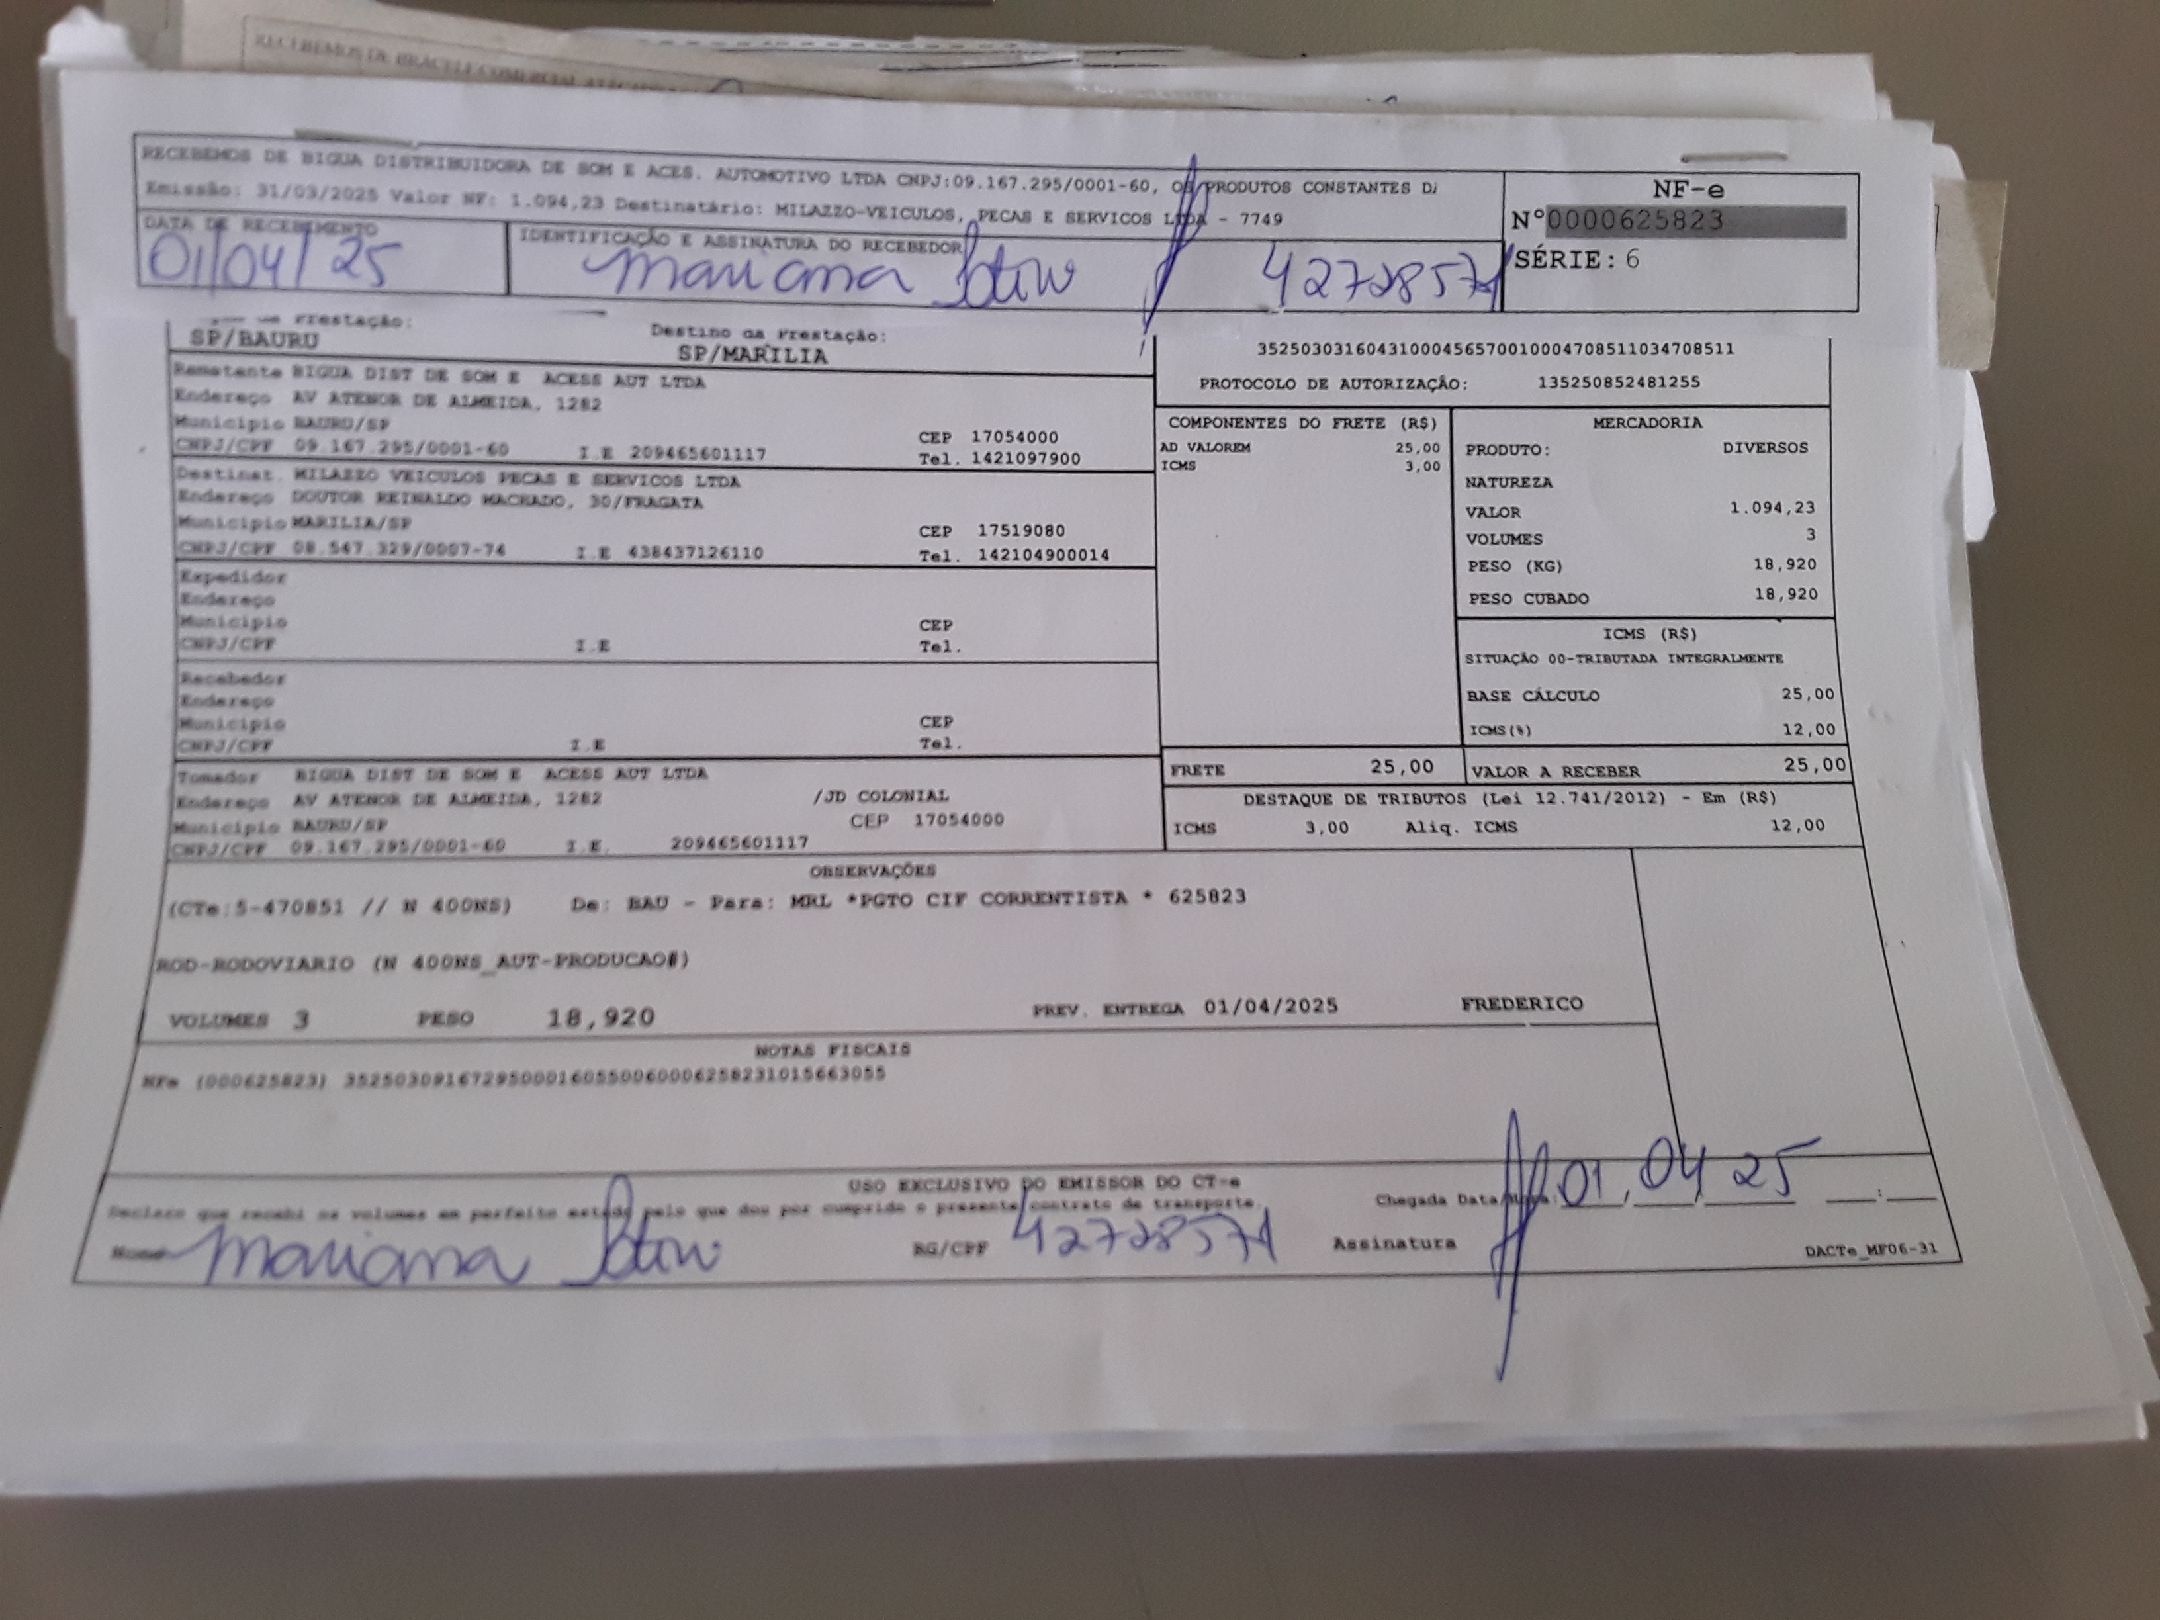 RECEBEMOS DE BIGUA DISTRIBUIDORA DE SOM E ACES. AUTOMOTIVO LTDA CNPJ:09.167.295/0001-60, OS PRODUTOS CONSTANTES DA
Emissão: 31/03/2025 Valor NF: 1.094,23 Destinatário: MILAZZO-VEICULOS, PECAS E SERVICOS LTDA - 7749
NF-e
N°0000625823
SÉRIE: 6
DATA DE RECEBIMENTO
01/04/25
IDENTIFICAÇÃO E ASSINATURA DO RECEBEDOR
Mariana 42728571
Prestação:
SP/BAURU
Destino da Prestação:
SP/MARILIA
35250303160431000456570010004708511034708511
PROTOCOLO DE AUTORIZAÇÃO: 135250852481255
Remetente BIGUA DIST DE SOM E ACESS AUT LTDA
Endereço AV ATENOR DE ALMEIDA, 1282
Município BAURU/SP CEP 17054000
CNPJ/CPF 09.167.295/0001-60 I.E 209465601117 Tel. 1421097900
Destinat. MILAZZO VEICULOS PECAS E SERVICOS LTDA
Endereço DOUTOR REINALDO MACHADO, 30/FRAGATA
Município MARILIA/SP CEP 17519080
CNPJ/CPF 08.547.329/0007-74 I.E 438437126110 Tel. 142104900014
Expedidor
Endereço
Município CEP
CNPJ/CPF I.E Tel.
Recebedor
Endereço
Município CEP
CNPJ/CPF I.E Tel.
Tomador BIGUA DIST DE SOM E ACESS AUT LTDA
Endereço AV ATENOR DE ALMEIDA, 1282 /JD COLONIAL
Município BAURU/SP CEP 17054000
CNPJ/CPF 09.167.295/0001-60 I.E. 209465601117
COMPONENTES DO FRETE (R$)
AD VALOREM 25,00
ICMS 3,00
MERCADORIA
PRODUTO: DIVERSOS
NATUREZA
VALOR 1.094,23
VOLUMES 3
PESO (KG) 18,920
PESO CUBADO 18,920
ICMS (R$)
SITUAÇÃO 00-TRIBUTADA INTEGRALMENTE
BASE CÁLCULO 25,00
ICMS(%) 12,00
FRETE 25,00 VALOR A RECEBER 25,00
DESTAQUE DE TRIBUTOS (Lei 12.741/2012) - Em (R$)
ICMS 3,00 Aliq. ICMS 12,00
OBSERVAÇÕES
(CTe:5-470851 // N 400NS) De: BAU - Para: MRL *PGTO CIF CORRENTISTA * 625823
ROD-RODOVIARIO (N 400NS_AUT-PRODUCAO#)
VOLUMES 3 PESO 18,920 PREV. ENTREGA 01/04/2025 FREDERICO
NOTAS FISCAIS
NFe (000625823) 35250309167295000160550060006258231015663055
USO EXCLUSIVO DO EMISSOR DO CT-e
Declaro que recebi os volumes em perfeito estado pelo que dou por cumprido o presente contrato de transporte.
Chegada Data/Hora: 01 04 25 :
Nome Mariana RG/CPF 42728571 Assinatura
DACTe_MF06-31